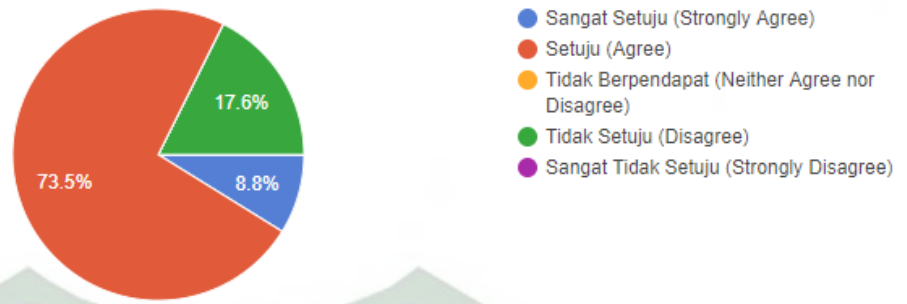 17.6%
73.5%
8.8%
Sangat Setuju (Strongly Agree)
Setuju (Agree)
Tidak Berpendapat (Neither Agree nor
Disagree)
Tidak Setuju (Disagree)
Sangat Tidak Setuju (Strongly Disagree)